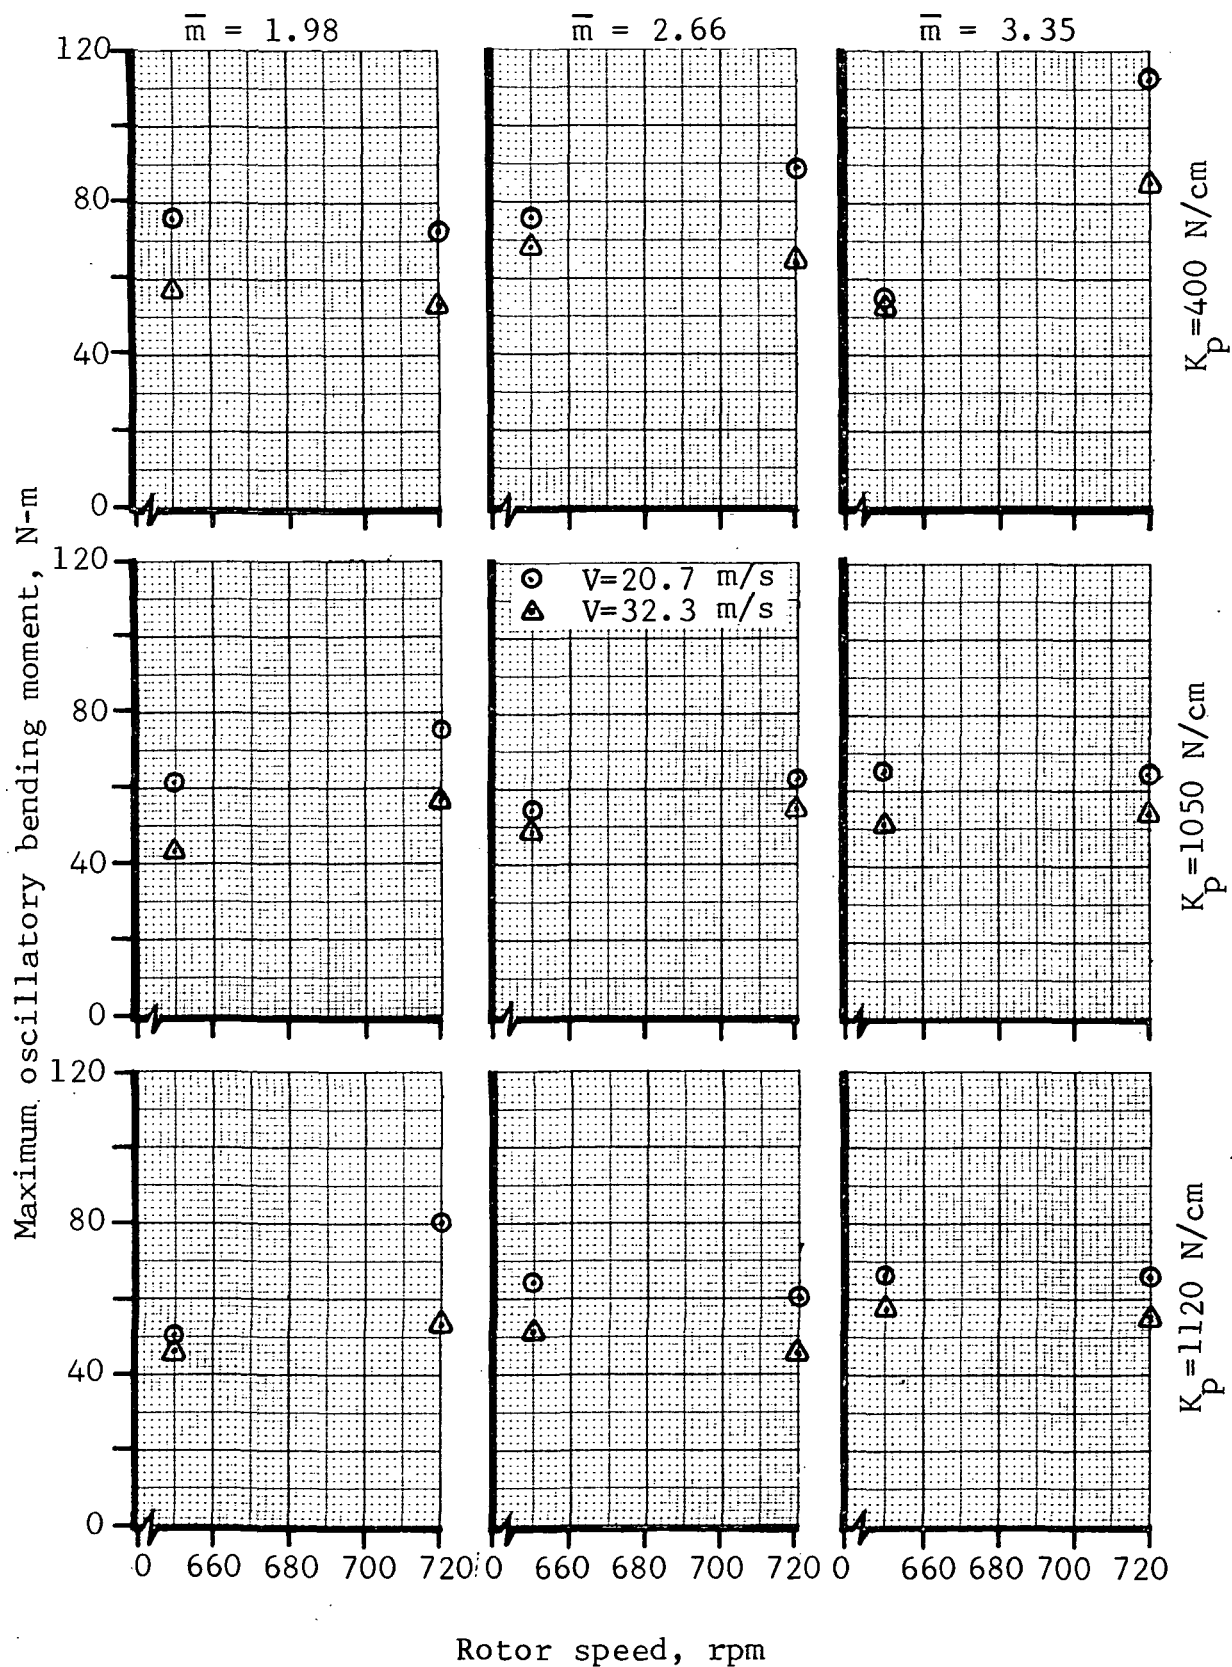 m̅ = 1.98
m̅ = 2.66
m̅ = 3.35
120
80
40
0
K_p=400 N/cm
Maximum oscillatory bending moment, N-m
120
80
40
0
V=20.7 m/s
V=32.3 m/s
K_p=1050 N/cm
120
80
40
0
K_p=1120 N/cm
0 660 680 700 720 0 660 680 700 720 0 660 680 700 720
Rotor speed, rpm